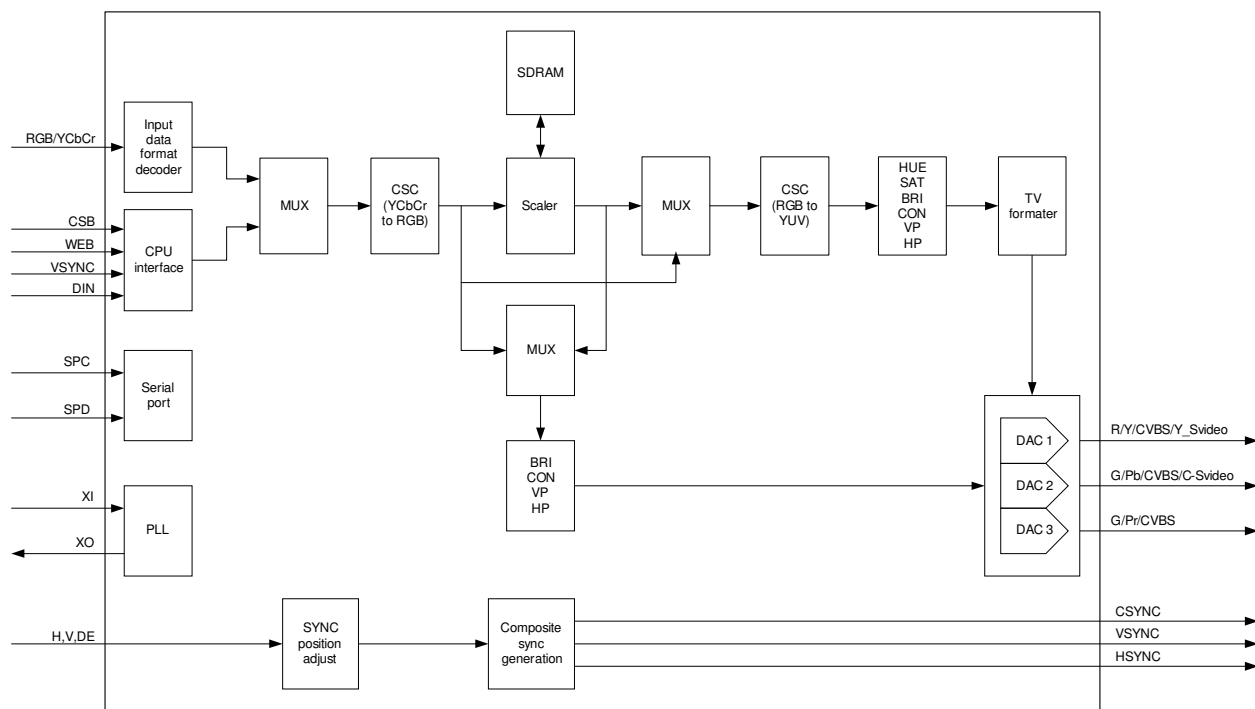 SDRAM
RGB/YCbCr
Input
data
format
decoder
MUX
CSC
(YCbCr
to RGB)
Scaler
MUX
CSC
(RGB to
YUV)
HUE
SAT
BRI
CON
VP
HP
TV
formater
CSB
WEB
VSYNC
DIN
CPU
interface
MUX
SPC
SPD
Serial
port
BRI
CON
VP
HP
DAC 1
DAC 2
DAC 3
R/Y/CVBS/Y_Svideo
G/Pb/CVBS/C-Svideo
G/Pr/CVBS
XI
XO
PLL
H,V,DE
SYNC
position
adjust
Composite
sync
generation
CSYNC
VSYNC
HSYNC